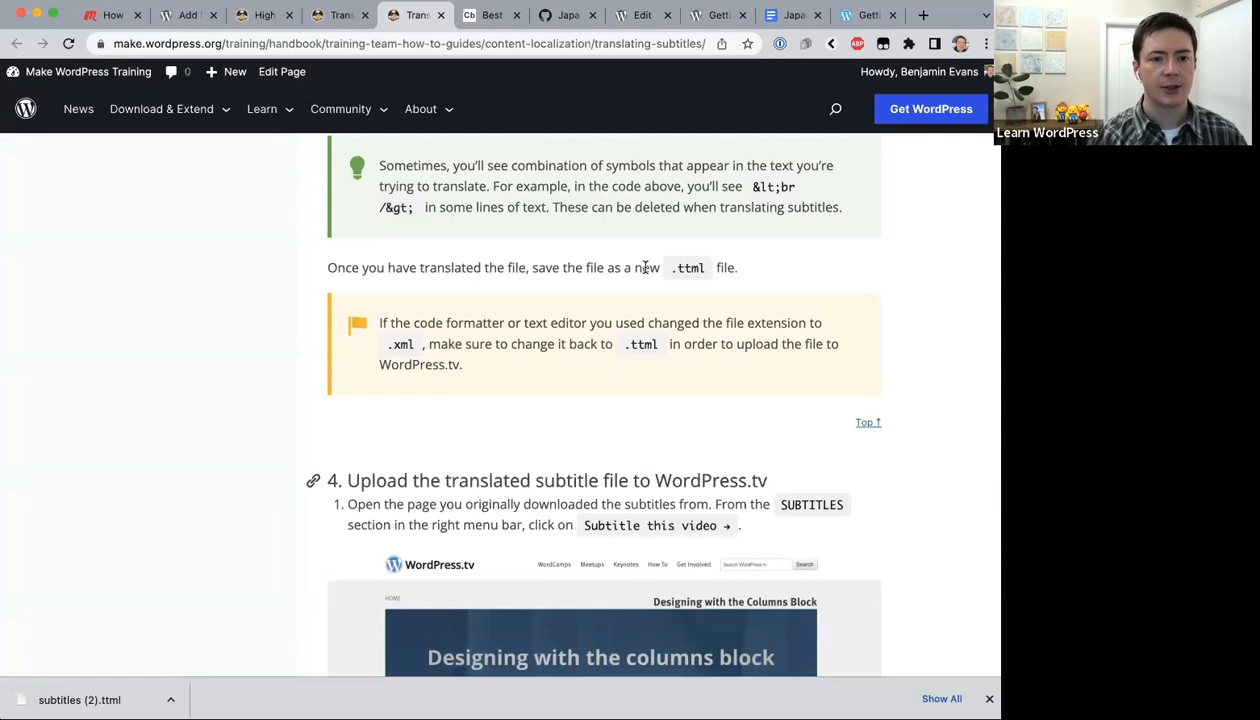 How
Add
High
Trans
Trans
Cb Best
Japa
Edit
Getti
Japa
Getti
make.wordpress.org/training/handbook/training-team-how-to-guides/content-localization/translating-subtitles/
ABP
Make WordPress Training 0 New Edit Page Howdy, Benjamin Evans
News Download & Extend Learn Community About Get WordPress
Learn WordPress
Sometimes, you’ll see combination of symbols that appear in the text you’re
trying to translate. For example, in the code above, you’ll see &lt;br
/&gt; in some lines of text. These can be deleted when translating subtitles.
Once you have translated the file, save the file as a new .ttml file.
If the code formatter or text editor you used changed the file extension to
.xml , make sure to change it back to .ttml in order to upload the file to
WordPress.tv.
Top ↑
4. Upload the translated subtitle file to WordPress.tv
1. Open the page you originally downloaded the subtitles from. From the SUBTITLES
section in the right menu bar, click on Subtitle this video → .
WordPress.tv WordCamps Meetups Keynotes How To Get Involved Search WordPress.tv Search
HOME
Designing with the Columns Block
Designing with the columns block
subtitles (2).ttml Show All